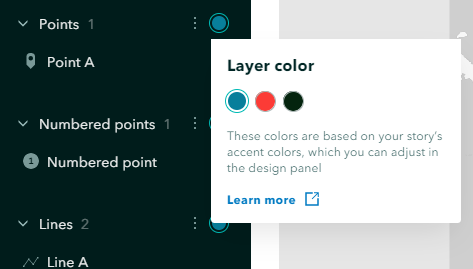 Points 1
Point A
Layer color
These colors are based on your story's
accent colors, which you can adjust in
the design panel
Learn more
Numbered points 1
1 Numbered point
Lines 2
Line A